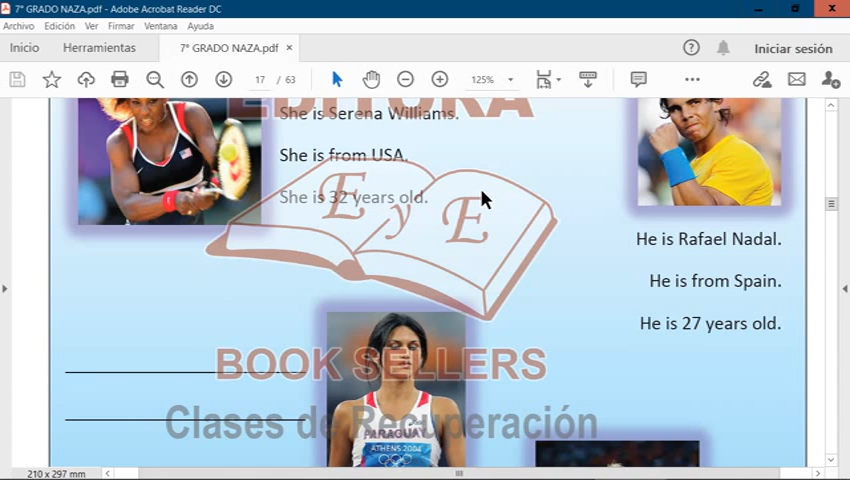 7° GRADO NAZA.pdf - Adobe Acrobat Reader DC
Archivo Edición Ver Firmar Ventana Ayuda
Inicio Herramientas 7° GRADO NAZA.pdf × Iniciar sesión
17 / 63 125%
EDITORA
She is Serena Williams.
She is from USA.
She is 32 years old.
E y E
He is Rafael Nadal.
He is from Spain.
He is 27 years old.
BOOK SELLERS
Clases de Recuperación
PARAGUAY
ATHENS 2004
210 x 297 mm